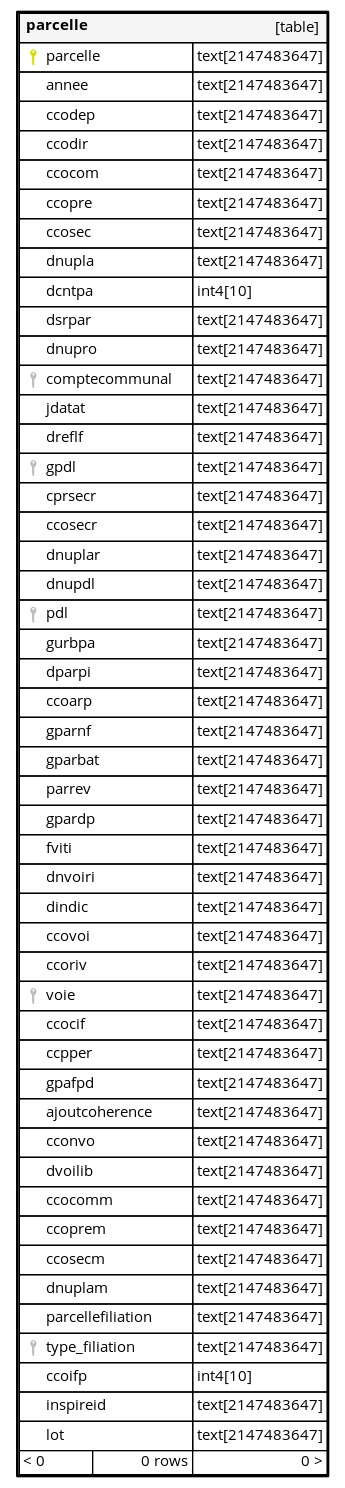 parcelle [table]
parcelle text[2147483647]
annee text[2147483647]
ccodep text[2147483647]
ccodir text[2147483647]
ccocom text[2147483647]
ccopre text[2147483647]
ccosec text[2147483647]
dnupla text[2147483647]
dcntpa int4[10]
dsrpar text[2147483647]
dnupro text[2147483647]
comptecommunal text[2147483647]
jdatat text[2147483647]
dreflf text[2147483647]
gpdl text[2147483647]
cprsecr text[2147483647]
ccosecr text[2147483647]
dnuplar text[2147483647]
dnupdl text[2147483647]
pdl text[2147483647]
gurbpa text[2147483647]
dparpi text[2147483647]
ccoarp text[2147483647]
gparnf text[2147483647]
gparbat text[2147483647]
parrev text[2147483647]
gpardp text[2147483647]
fviti text[2147483647]
dnvoiri text[2147483647]
dindic text[2147483647]
ccovoi text[2147483647]
ccoriv text[2147483647]
voie text[2147483647]
ccocif text[2147483647]
ccpper text[2147483647]
gpafpd text[2147483647]
ajoutcoherence text[2147483647]
cconvo text[2147483647]
dvoilib text[2147483647]
ccocomm text[2147483647]
ccoprem text[2147483647]
ccosecm text[2147483647]
dnuplam text[2147483647]
parcellefiliation text[2147483647]
type_filiation text[2147483647]
ccoifp int4[10]
inspireid text[2147483647]
lot text[2147483647]
< 0 0 rows 0 >